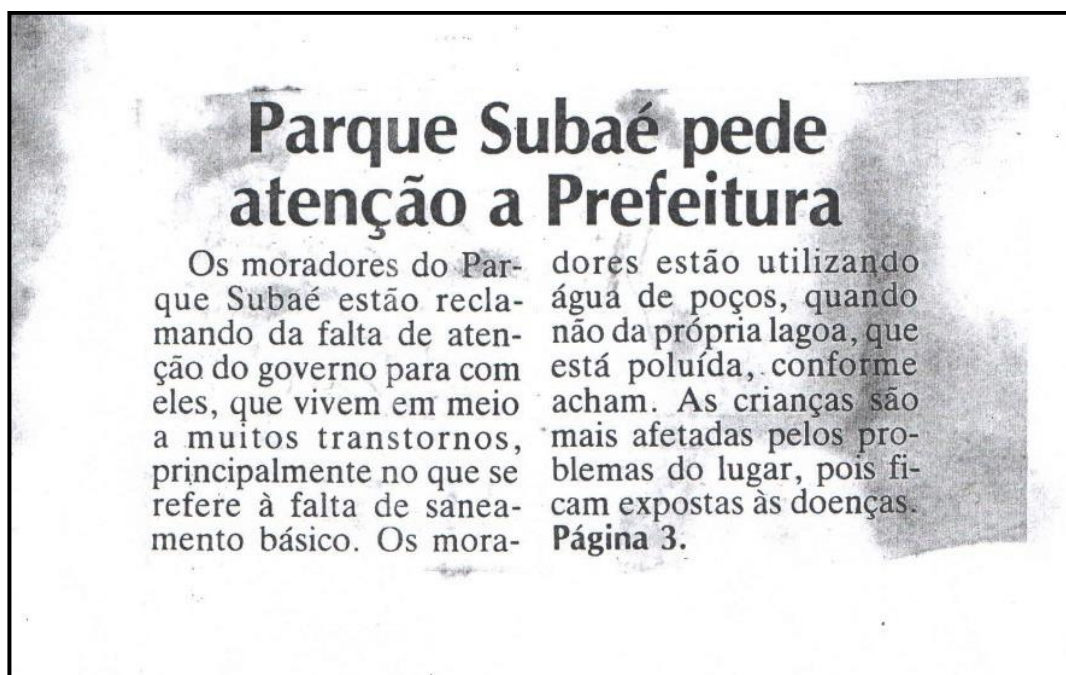 Parque Subaé pede
atenção a Prefeitura
Os moradores do Par-
que Subaé estão recla-
mando da falta de aten-
ção do governo para com
eles, que vivem em meio
a muitos transtornos,
principalmente no que se
refere à falta de sanea-
mento básico. Os mora-
dores estão utilizando
água de poços, quando
não da própria lagoa, que
está poluída, conforme
acham. As crianças são
mais afetadas pelos pro-
blemas do lugar, pois fi-
cam expostas às doenças.
Página 3.